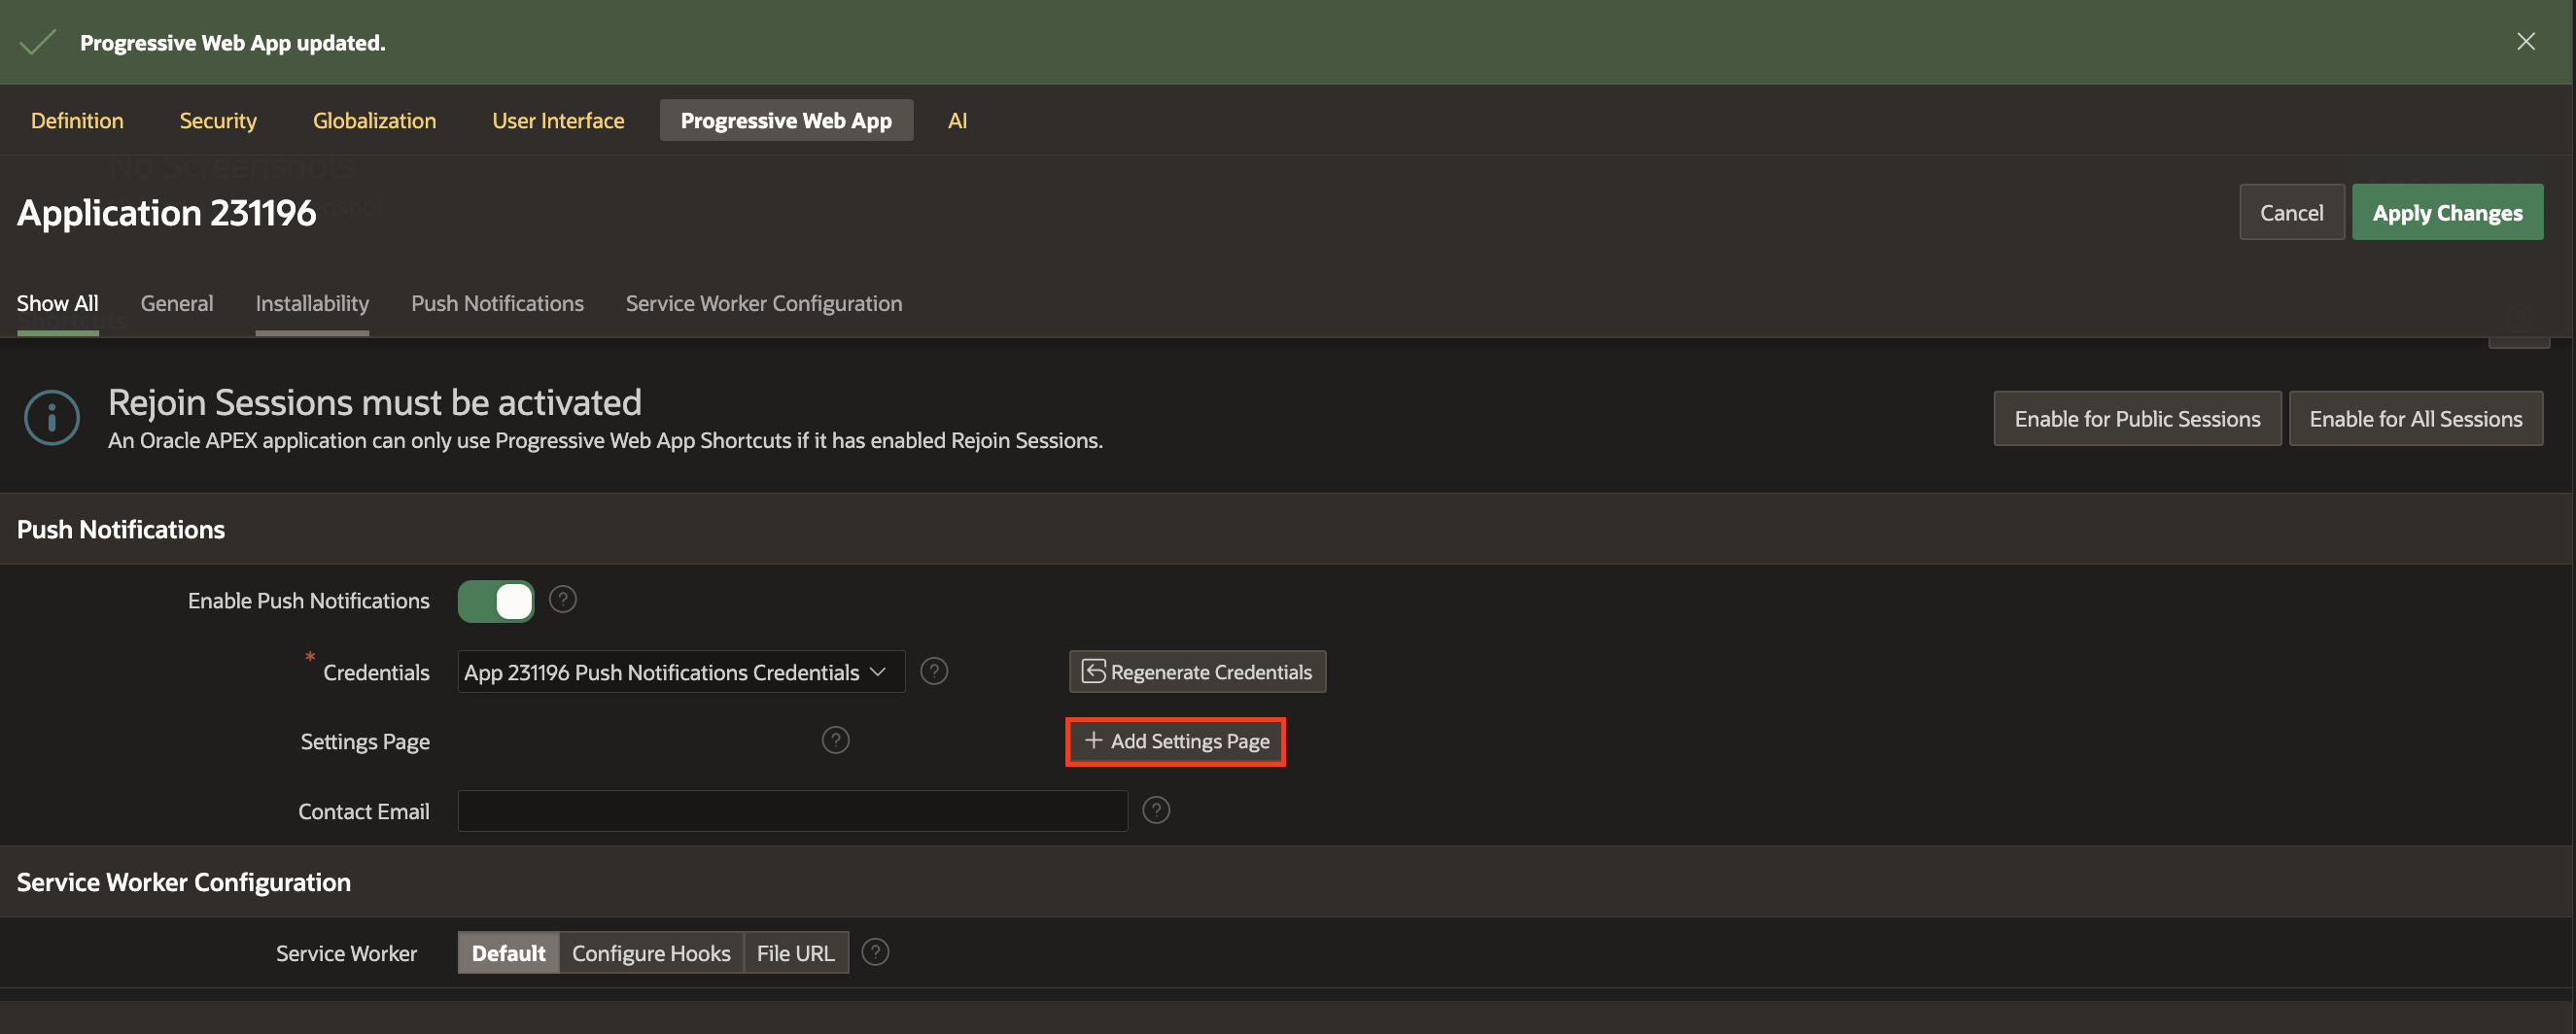 Progressive Web App updated.
Definition Security Globalization User Interface Progressive Web App AI
No Screenshots
Application 231196
Cancel Apply Changes
Show All General Installability Push Notifications Service Worker Configuration
Shortcuts
Rejoin Sessions must be activated
An Oracle APEX application can only use Progressive Web App Shortcuts if it has enabled Rejoin Sessions.
Enable for Public Sessions Enable for All Sessions
Push Notifications
Enable Push Notifications
* Credentials App 231196 Push Notifications Credentials Regenerate Credentials
Settings Page + Add Settings Page
Contact Email
Service Worker Configuration
Service Worker Default Configure Hooks File URL